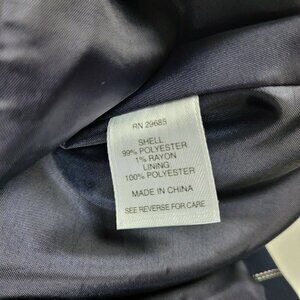 RN 29685
SHELL
99% POLYESTER
1% RAYON
LINING
100% POLYESTER
MADE IN CHINA
SEE REVERSE FOR CARE